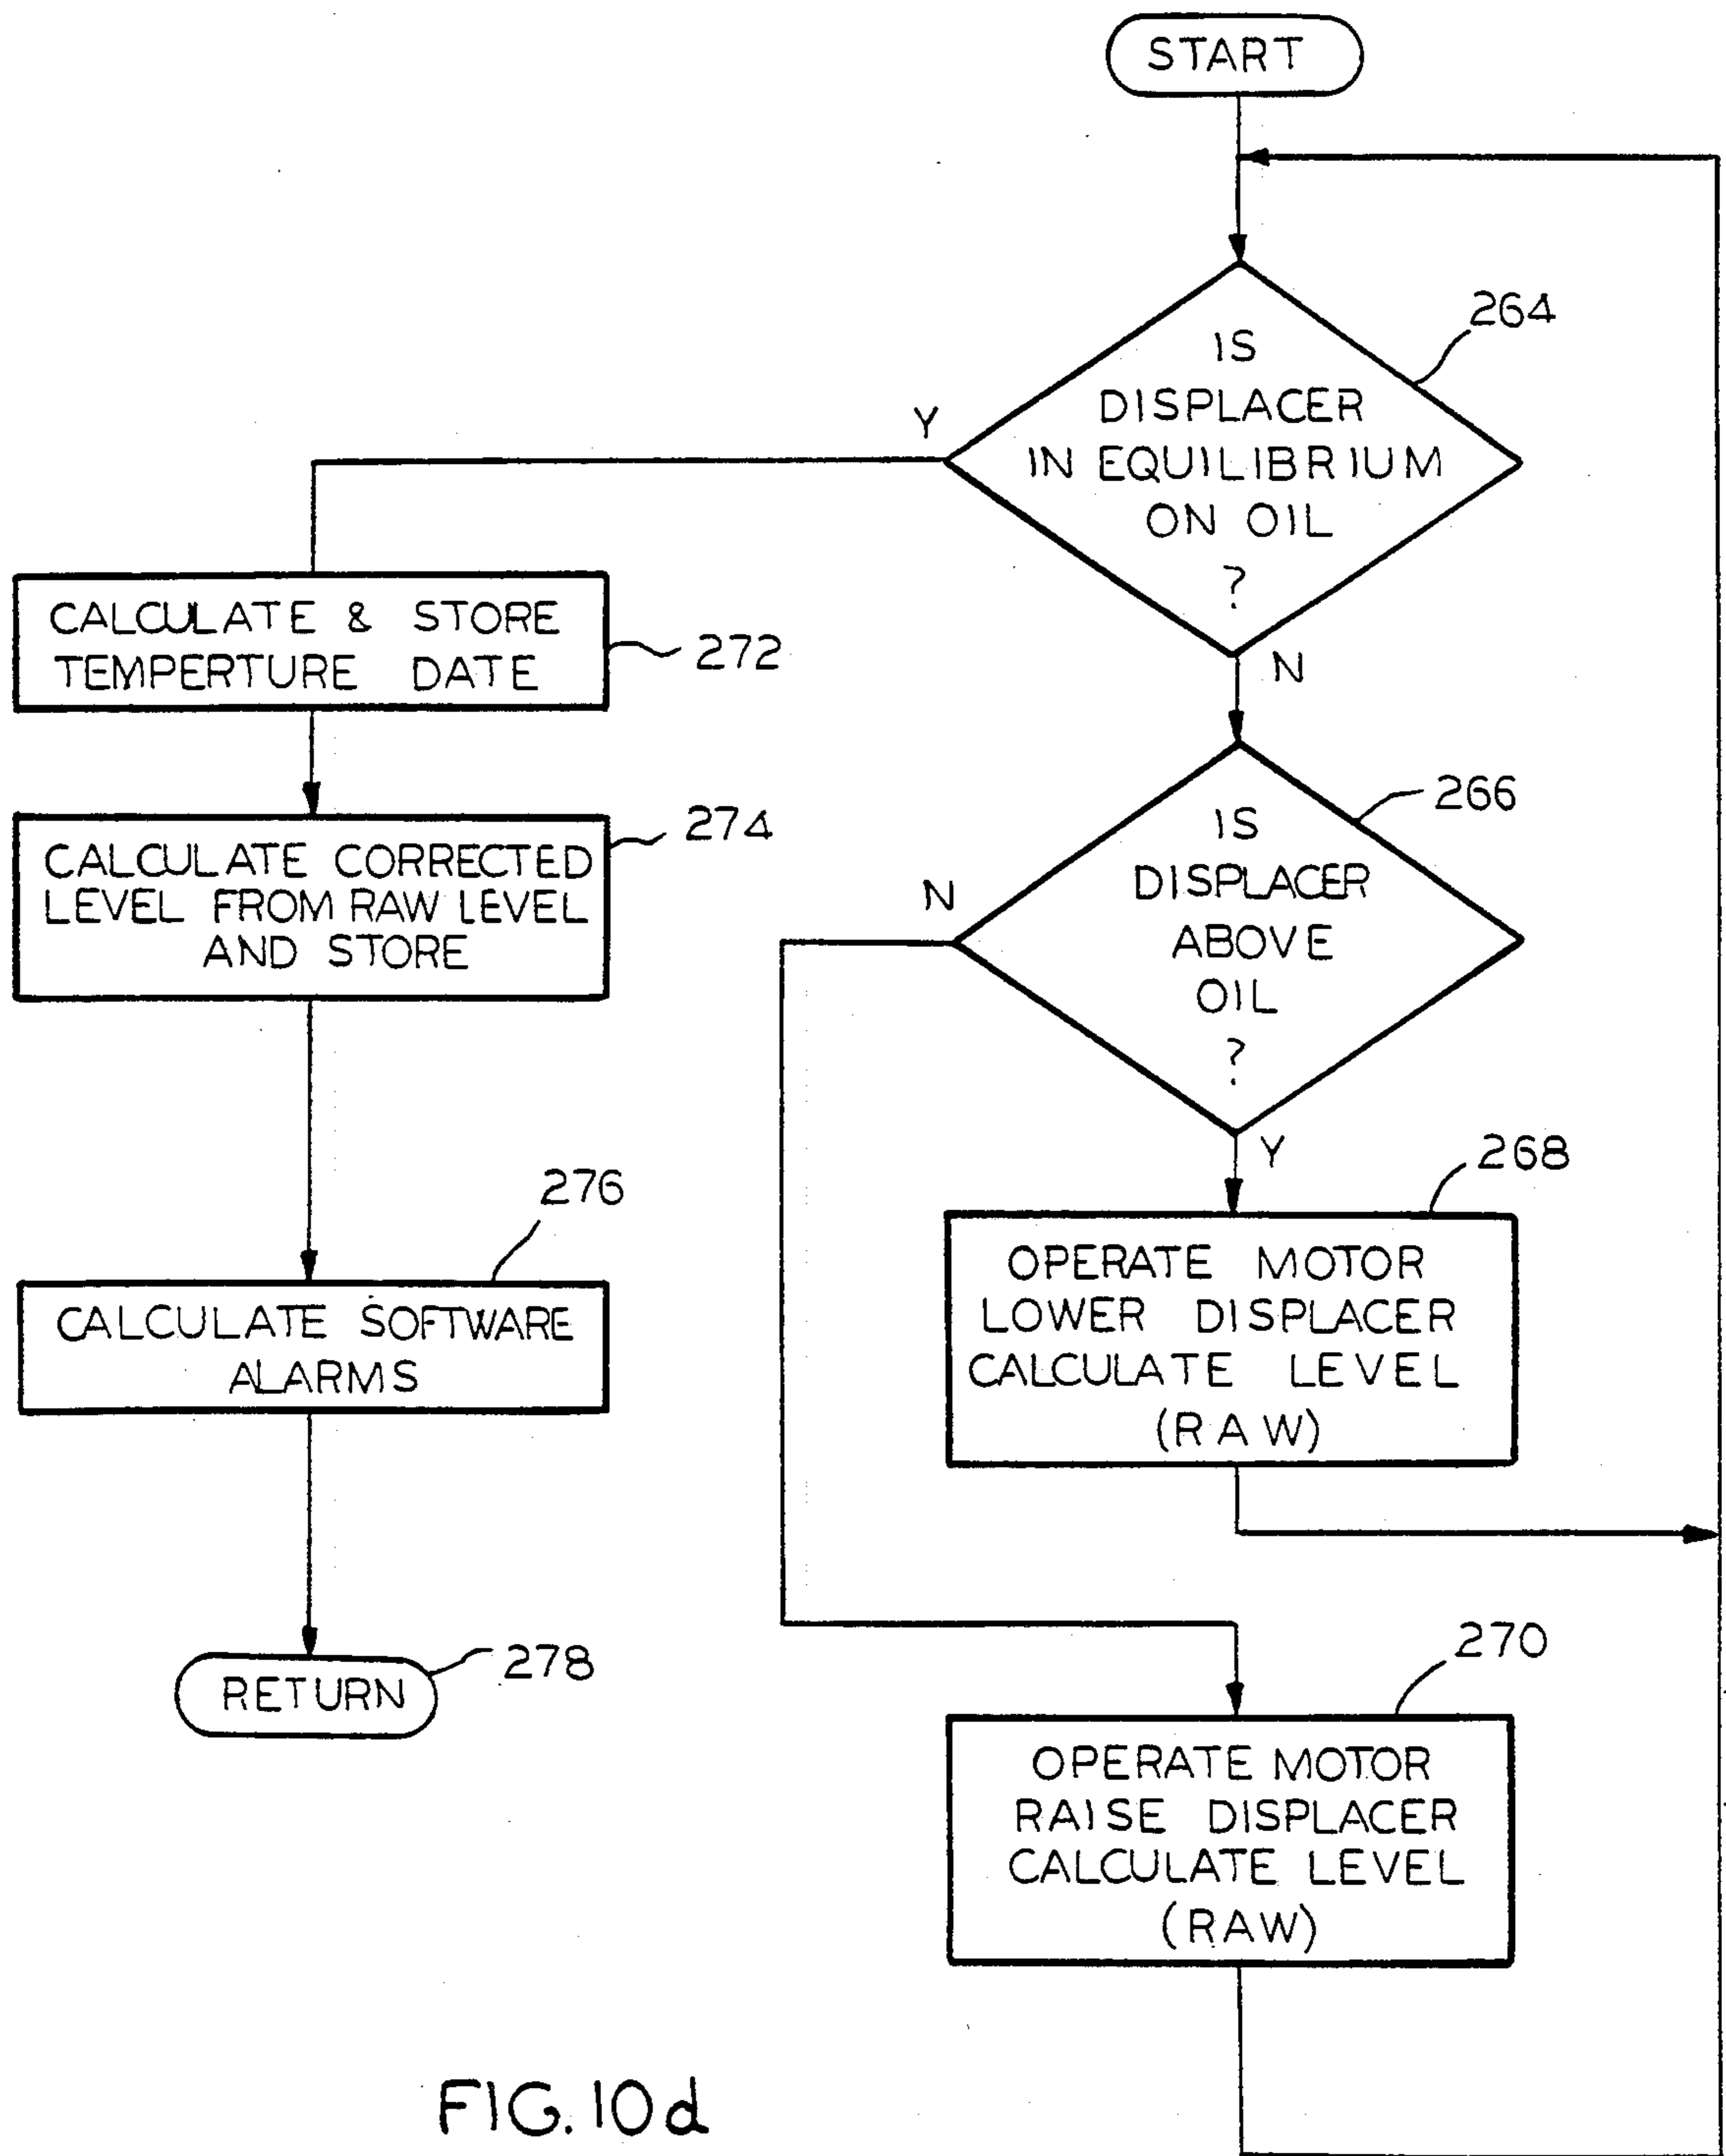 START
264
IS
DISPLACER
IN EQUILIBRIUM
ON OIL
?
Y
N
CALCULATE & STORE
TEMPERTURE DATE
272
266
IS
DISPLACER
ABOVE
OIL
?
N
Y
CALCULATE CORRECTED
LEVEL FROM RAW LEVEL
AND STORE
274
268
OPERATE MOTOR
LOWER DISPLACER
CALCULATE LEVEL
(RAW)
276
CALCULATE SOFTWARE
ALARMS
RETURN
278
270
OPERATE MOTOR
RAISE DISPLACER
CALCULATE LEVEL
(RAW)
FIG. 10d